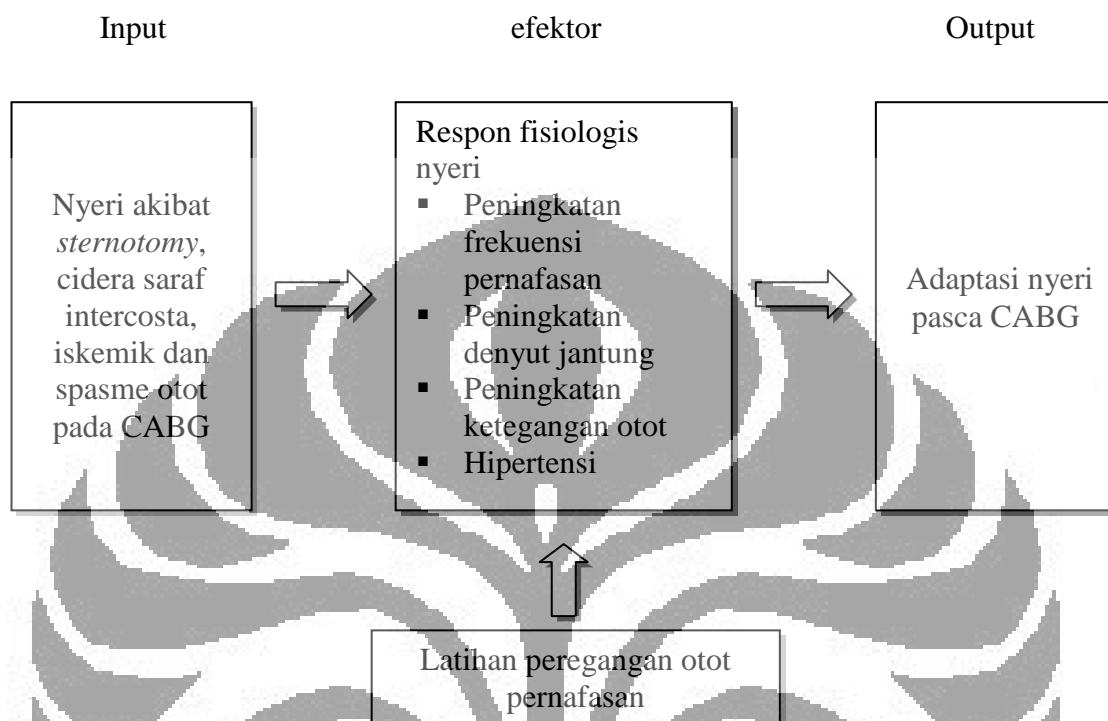 Input
efektor
Output
Nyeri akibat
sternotomy,
cidera saraf
intercosta,
iskemik dan
spasme otot
pada CABG
Respon fisiologis
nyeri
▪ Peningkatan
frekuensi
pernafasan
▪ Peningkatan
denyut jantung
▪ Peningkatan
ketegangan otot
▪ Hipertensi
Adaptasi nyeri
pasca CABG
Latihan peregangan otot
pernafasan